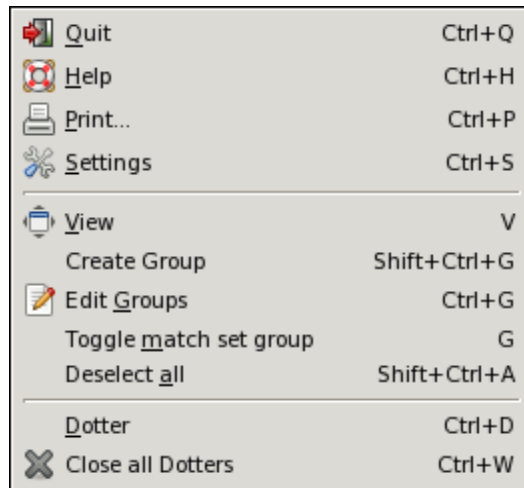 Quit Ctrl+Q
Help Ctrl+H
Print... Ctrl+P
Settings Ctrl+S
View V
Create Group Shift+Ctrl+G
Edit Groups Ctrl+G
Toggle match set group G
Deselect all Shift+Ctrl+A
Dotter Ctrl+D
Close all Dotters Ctrl+W